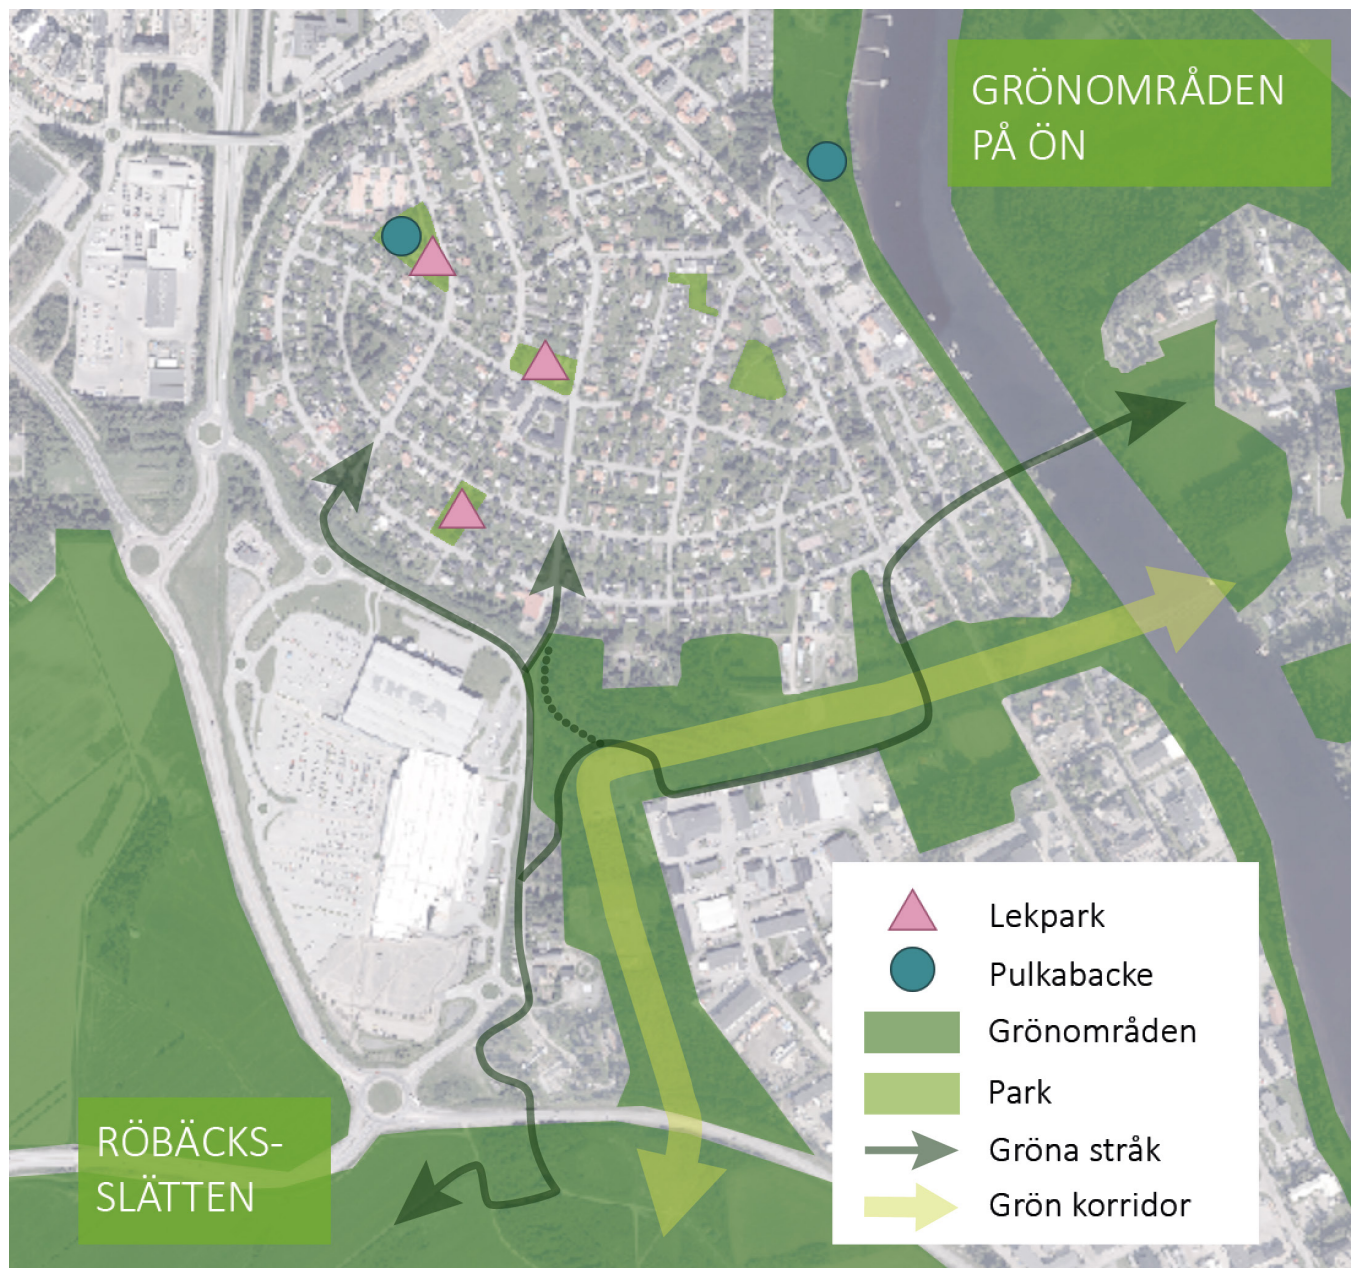 GRÖNOMRÅDEN
PÅ ÖN
Lekpark
Pulkabacke
Grönområden
Park
Gröna stråk
Grön korridor
RÖBÄCKS-
SLÄTTEN